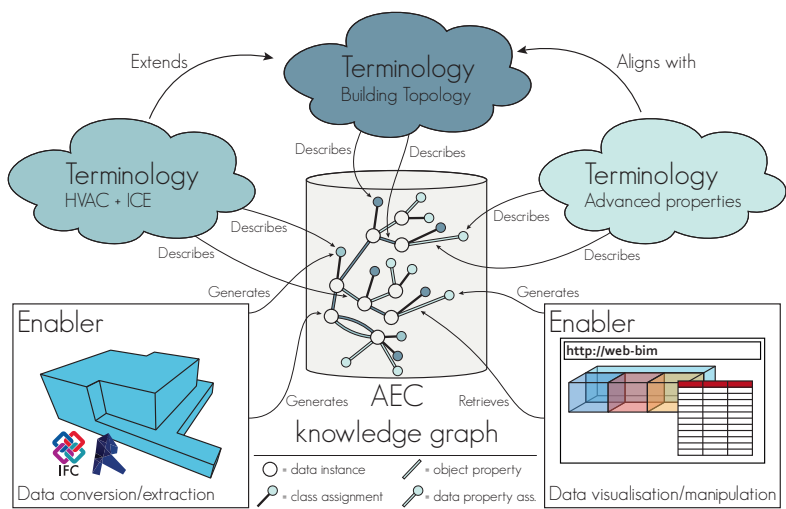 Extends
Terminology
Building Topology
Aligns with
Describes
Describes
Terminology
HVAC + ICE
Terminology
Advanced properties
Describes
Describes
Describes
Describes
Generates
Generates
Enabler
IFC
Data conversion/extraction
Generates
Retrieves
AEC
knowledge graph
= data instance
= object property
= class assignment
= data property ass.
Enabler
http://web-bim
Data visualisation/manipulation